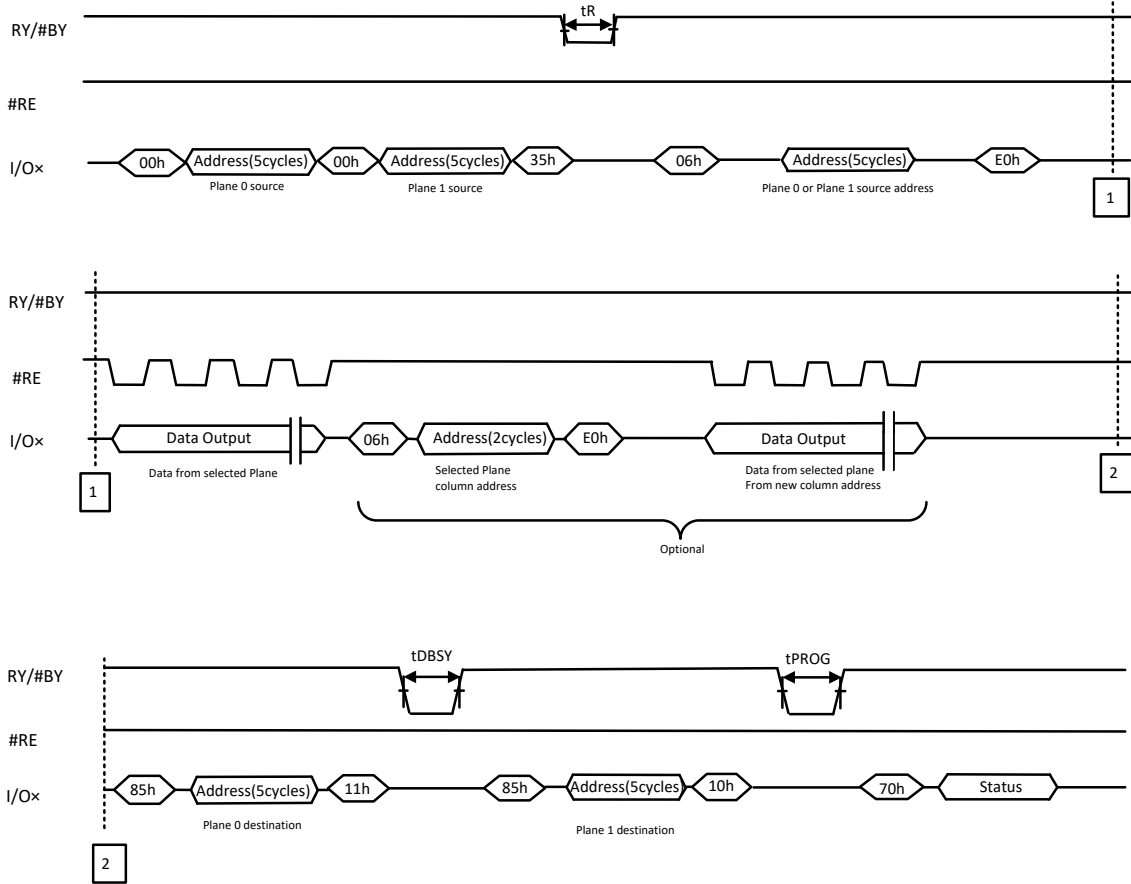 tR
RY/#BY
#RE
I/O×
00h
Address(5cycles)
00h
Address(5cycles)
35h
06h
Address(5cycles)
E0h
Plane 0 source
Plane 1 source
Plane 0 or Plane 1 source address
1
RY/#BY
#RE
I/O×
Data Output
06h
Address(2cycles)
E0h
Data Output
Data from selected Plane
Selected Plane
column address
Data from selected plane
From new column address
1
2
Optional
tDBSY
tPROG
RY/#BY
#RE
I/O×
85h
Address(5cycles)
11h
85h
Address(5cycles)
10h
70h
Status
Plane 0 destination
Plane 1 destination
2